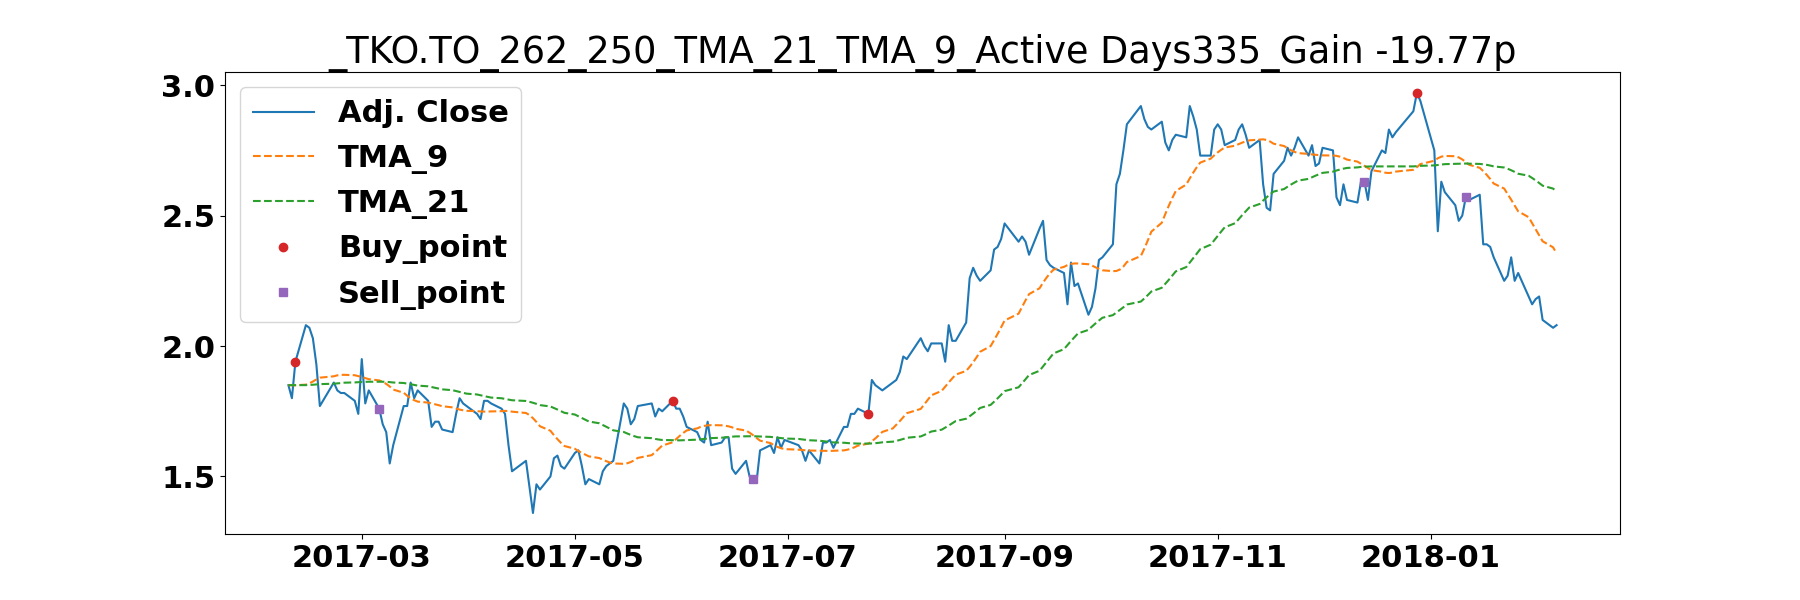 _TKO.TO_262_250_TMA_21_TMA_9_Active Days335_Gain -19.77p
3.0
2.5
2.0
1.5
Adj. Close
TMA_9
TMA_21
Buy_point
Sell_point
2017-03 2017-05 2017-07 2017-09 2017-11 2018-01